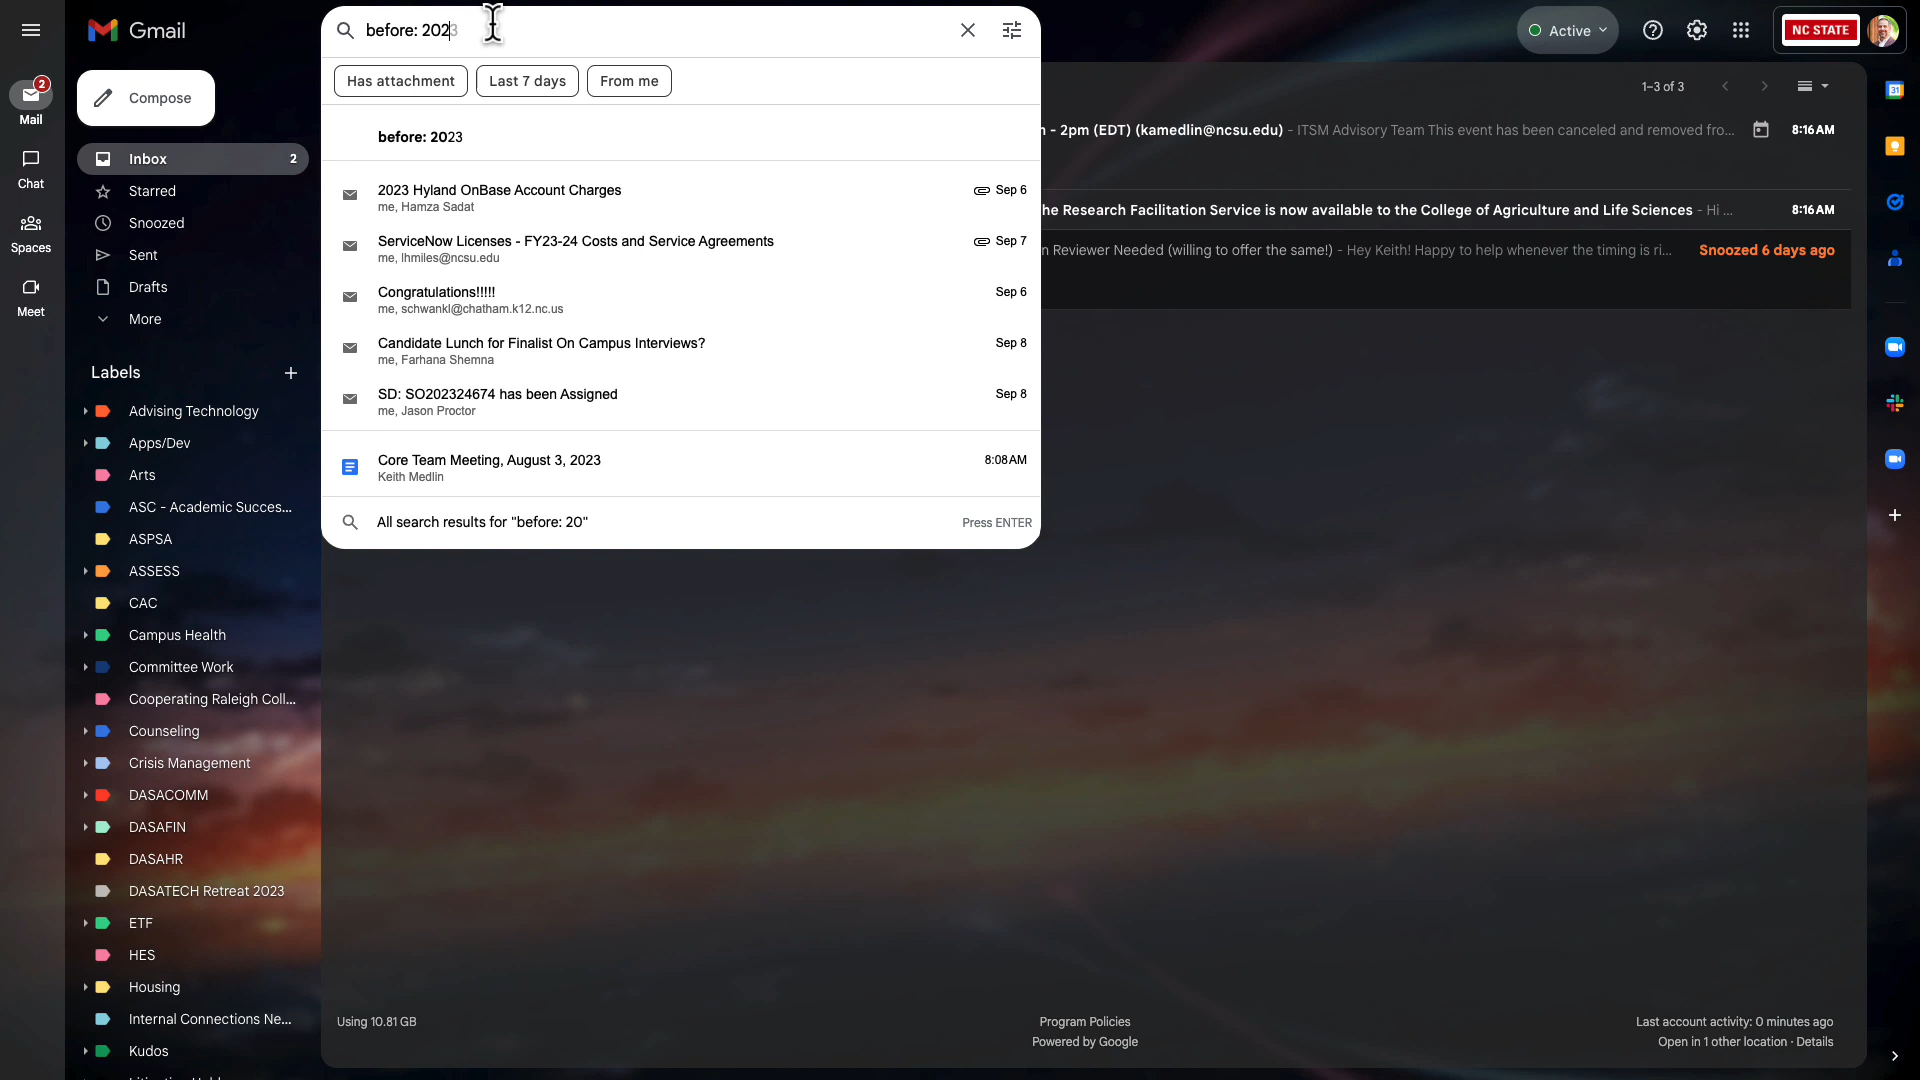 Gmail
before: 2023
Active
NC STATE
2
Mail
Chat
Spaces
Meet
Compose
Inbox 2
Starred
Snoozed
Sent
Drafts
More
Labels
Advising Technology
Apps/Dev
Arts
ASC - Academic Succes...
ASPSA
ASSESS
CAC
Campus Health
Committee Work
Cooperating Raleigh Coll...
Counseling
Crisis Management
DASACOMM
DASAFIN
DASAHR
DASATECH Retreat 2023
ETF
HES
Housing
Internal Connections Ne...
Kudos
Has attachment Last 7 days From me
before: 2023
2023 Hyland OnBase Account Charges Sep 6
me, Hamza Sadat
ServiceNow Licenses - FY23-24 Costs and Service Agreements Sep 7
me, lhmiles@ncsu.edu
Congratulations!!!!! Sep 6
me, schwankl@chatham.k12.nc.us
Candidate Lunch for Finalist On Campus Interviews? Sep 8
me, Farhana Shemna
SD: SO202324674 has been Assigned Sep 8
me, Jason Proctor
Core Team Meeting, August 3, 2023 8:08 AM
Keith Medlin
All search results for "before: 20" Press ENTER
1–3 of 3
- 2pm (EDT) (kamedlin@ncsu.edu) - ITSM Advisory Team This event has been canceled and removed fro... 8:16 AM
he Research Facilitation Service is now available to the College of Agriculture and Life Sciences - Hi ... 8:16 AM
n Reviewer Needed (willing to offer the same!) - Hey Keith! Happy to help whenever the timing is ri... Snoozed 6 days ago
31
Using 10.81 GB
Program Policies
Powered by Google
Last account activity: 0 minutes ago
Open in 1 other location · Details